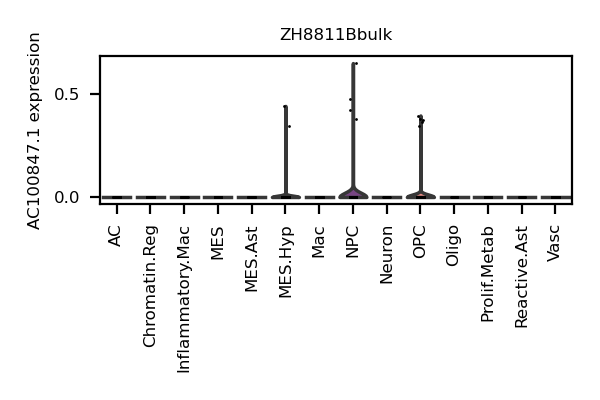 ZH8811Bbulk
AC100847.1 expression
0.5
0.0
AC
Chromatin.Reg
Inflammatory.Mac
MES
MES.Ast
MES.Hyp
Mac
NPC
Neuron
OPC
Oligo
Prolif.Metab
Reactive.Ast
Vasc